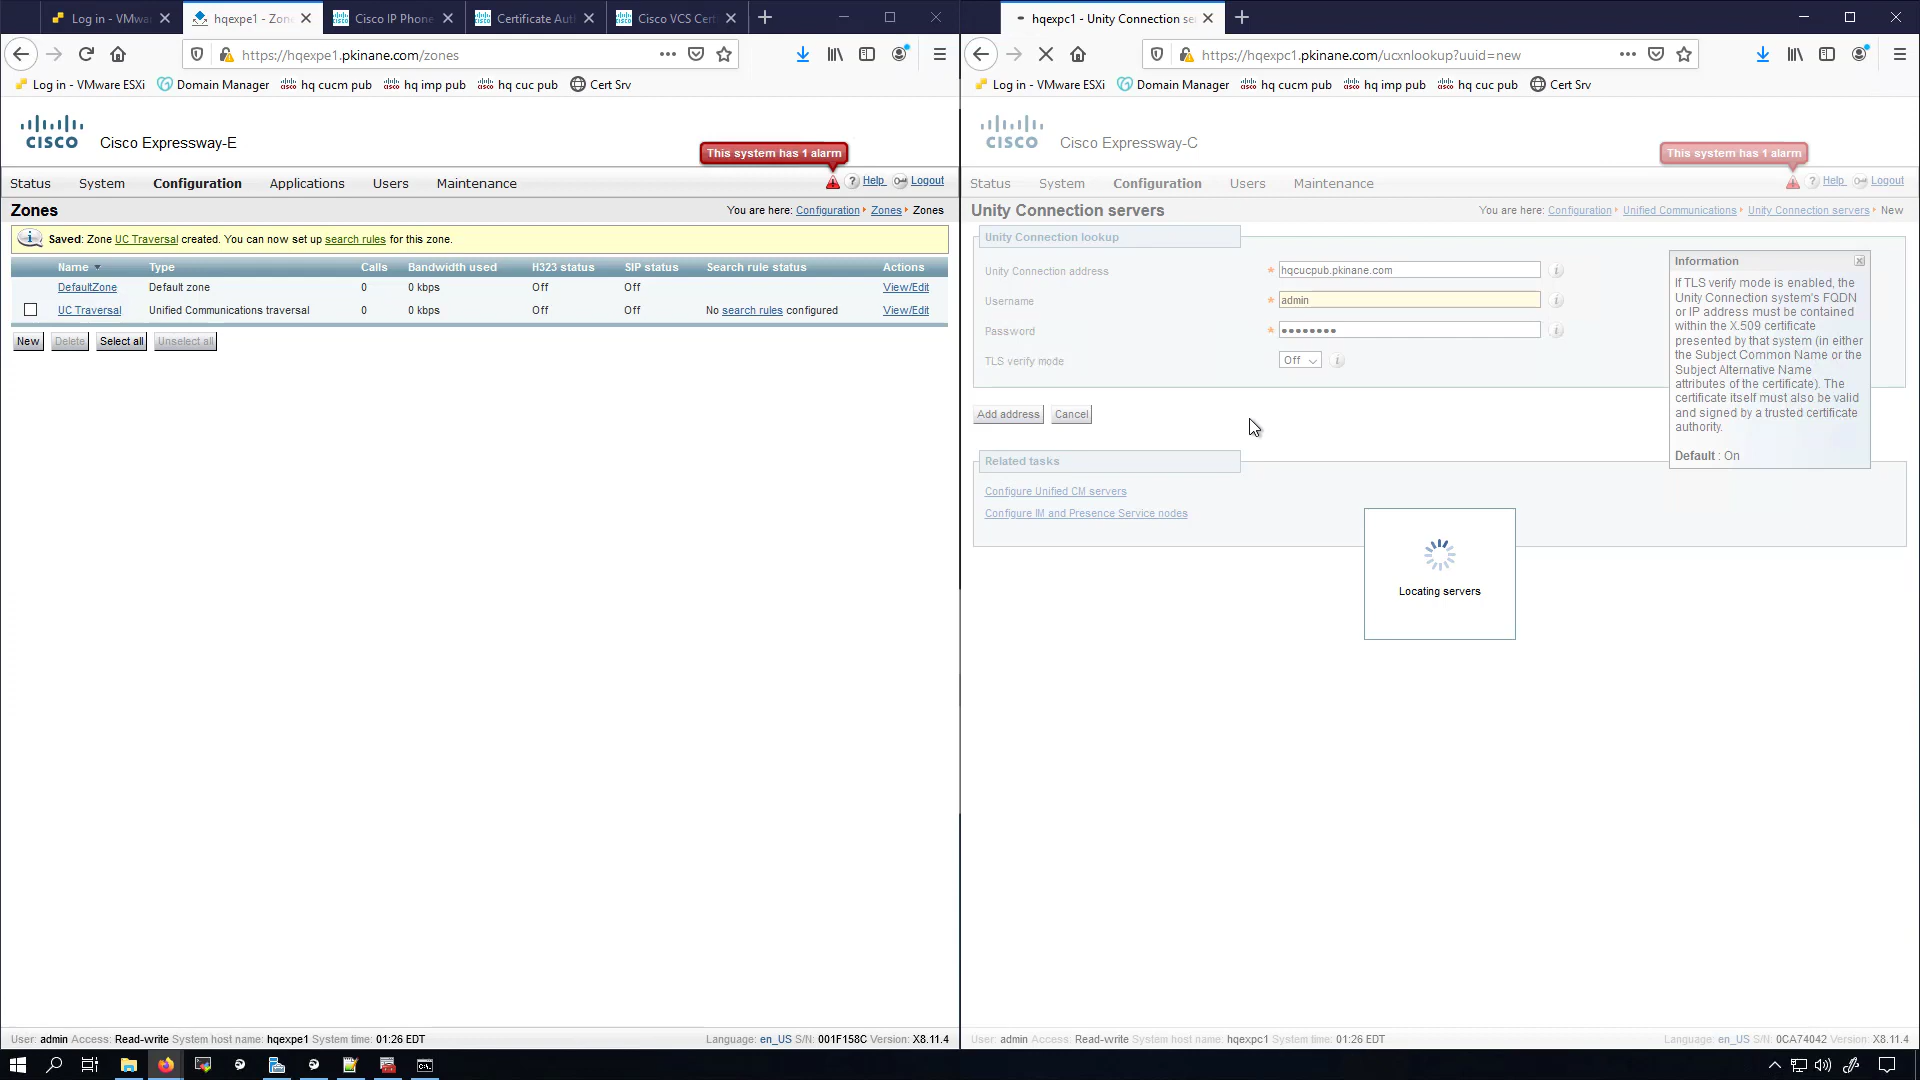 Log in - VMwa
hqexpe1 - Zone
Cisco IP Phone
Certificate Aut
Cisco VCS Cert
https://hqexpe1.pkinane.com/zones
Log in - VMware ESXi
Domain Manager
hq cucm pub
hq imp pub
hq cuc pub
Cert Srv
CISCO
Cisco Expressway-E
This system has 1 alarm
Status
System
Configuration
Applications
Users
Maintenance
Help
Logout
Zones
You are here: Configuration Zones Zones
Saved: Zone UC Traversal created. You can now set up search rules for this zone.
Name Type Calls Bandwidth used H323 status SIP status Search rule status Actions
DefaultZone Default zone 0 0 kbps Off Off View/Edit
UC Traversal Unified Communications traversal 0 0 kbps Off Off No search rules configured View/Edit
New Delete Select all Unselect all
User: admin Access: Read-write System host name: hqexpe1 System time: 01:26 EDT
Language: en_US S/N: 001F158C Version: X8.11.4
hqexpc1 - Unity Connection se
https://hqexpc1.pkinane.com/ucxnlookup?uuid=new
Log in - VMware ESXi
Domain Manager
hq cucm pub
hq imp pub
hq cuc pub
Cert Srv
CISCO
Cisco Expressway-C
This system has 1 alarm
Status
System
Configuration
Users
Maintenance
Help
Logout
Unity Connection servers
You are here: Configuration Unified Communications Unity Connection servers New
Unity Connection lookup
Unity Connection address * hqcucpub.pkinane.com
Username * admin
Password * ●●●●●●●●
TLS verify mode Off
Information
If TLS verify mode is enabled, the
Unity Connection system's FQDN
or IP address must be contained
within the X.509 certificate
presented by that system (in either
the Subject Common Name or the
Subject Alternative Name
attributes of the certificate). The
certificate itself must also be valid
and signed by a trusted certificate
authority.
Default : On
Add address Cancel
Related tasks
Configure Unified CM servers
Configure IM and Presence Service nodes
Locating servers
User: admin Access: Read-write System host name: hqexpc1 System time: 01:26 EDT
Language: en_US S/N: 0CA74042 Version: X8.11.4